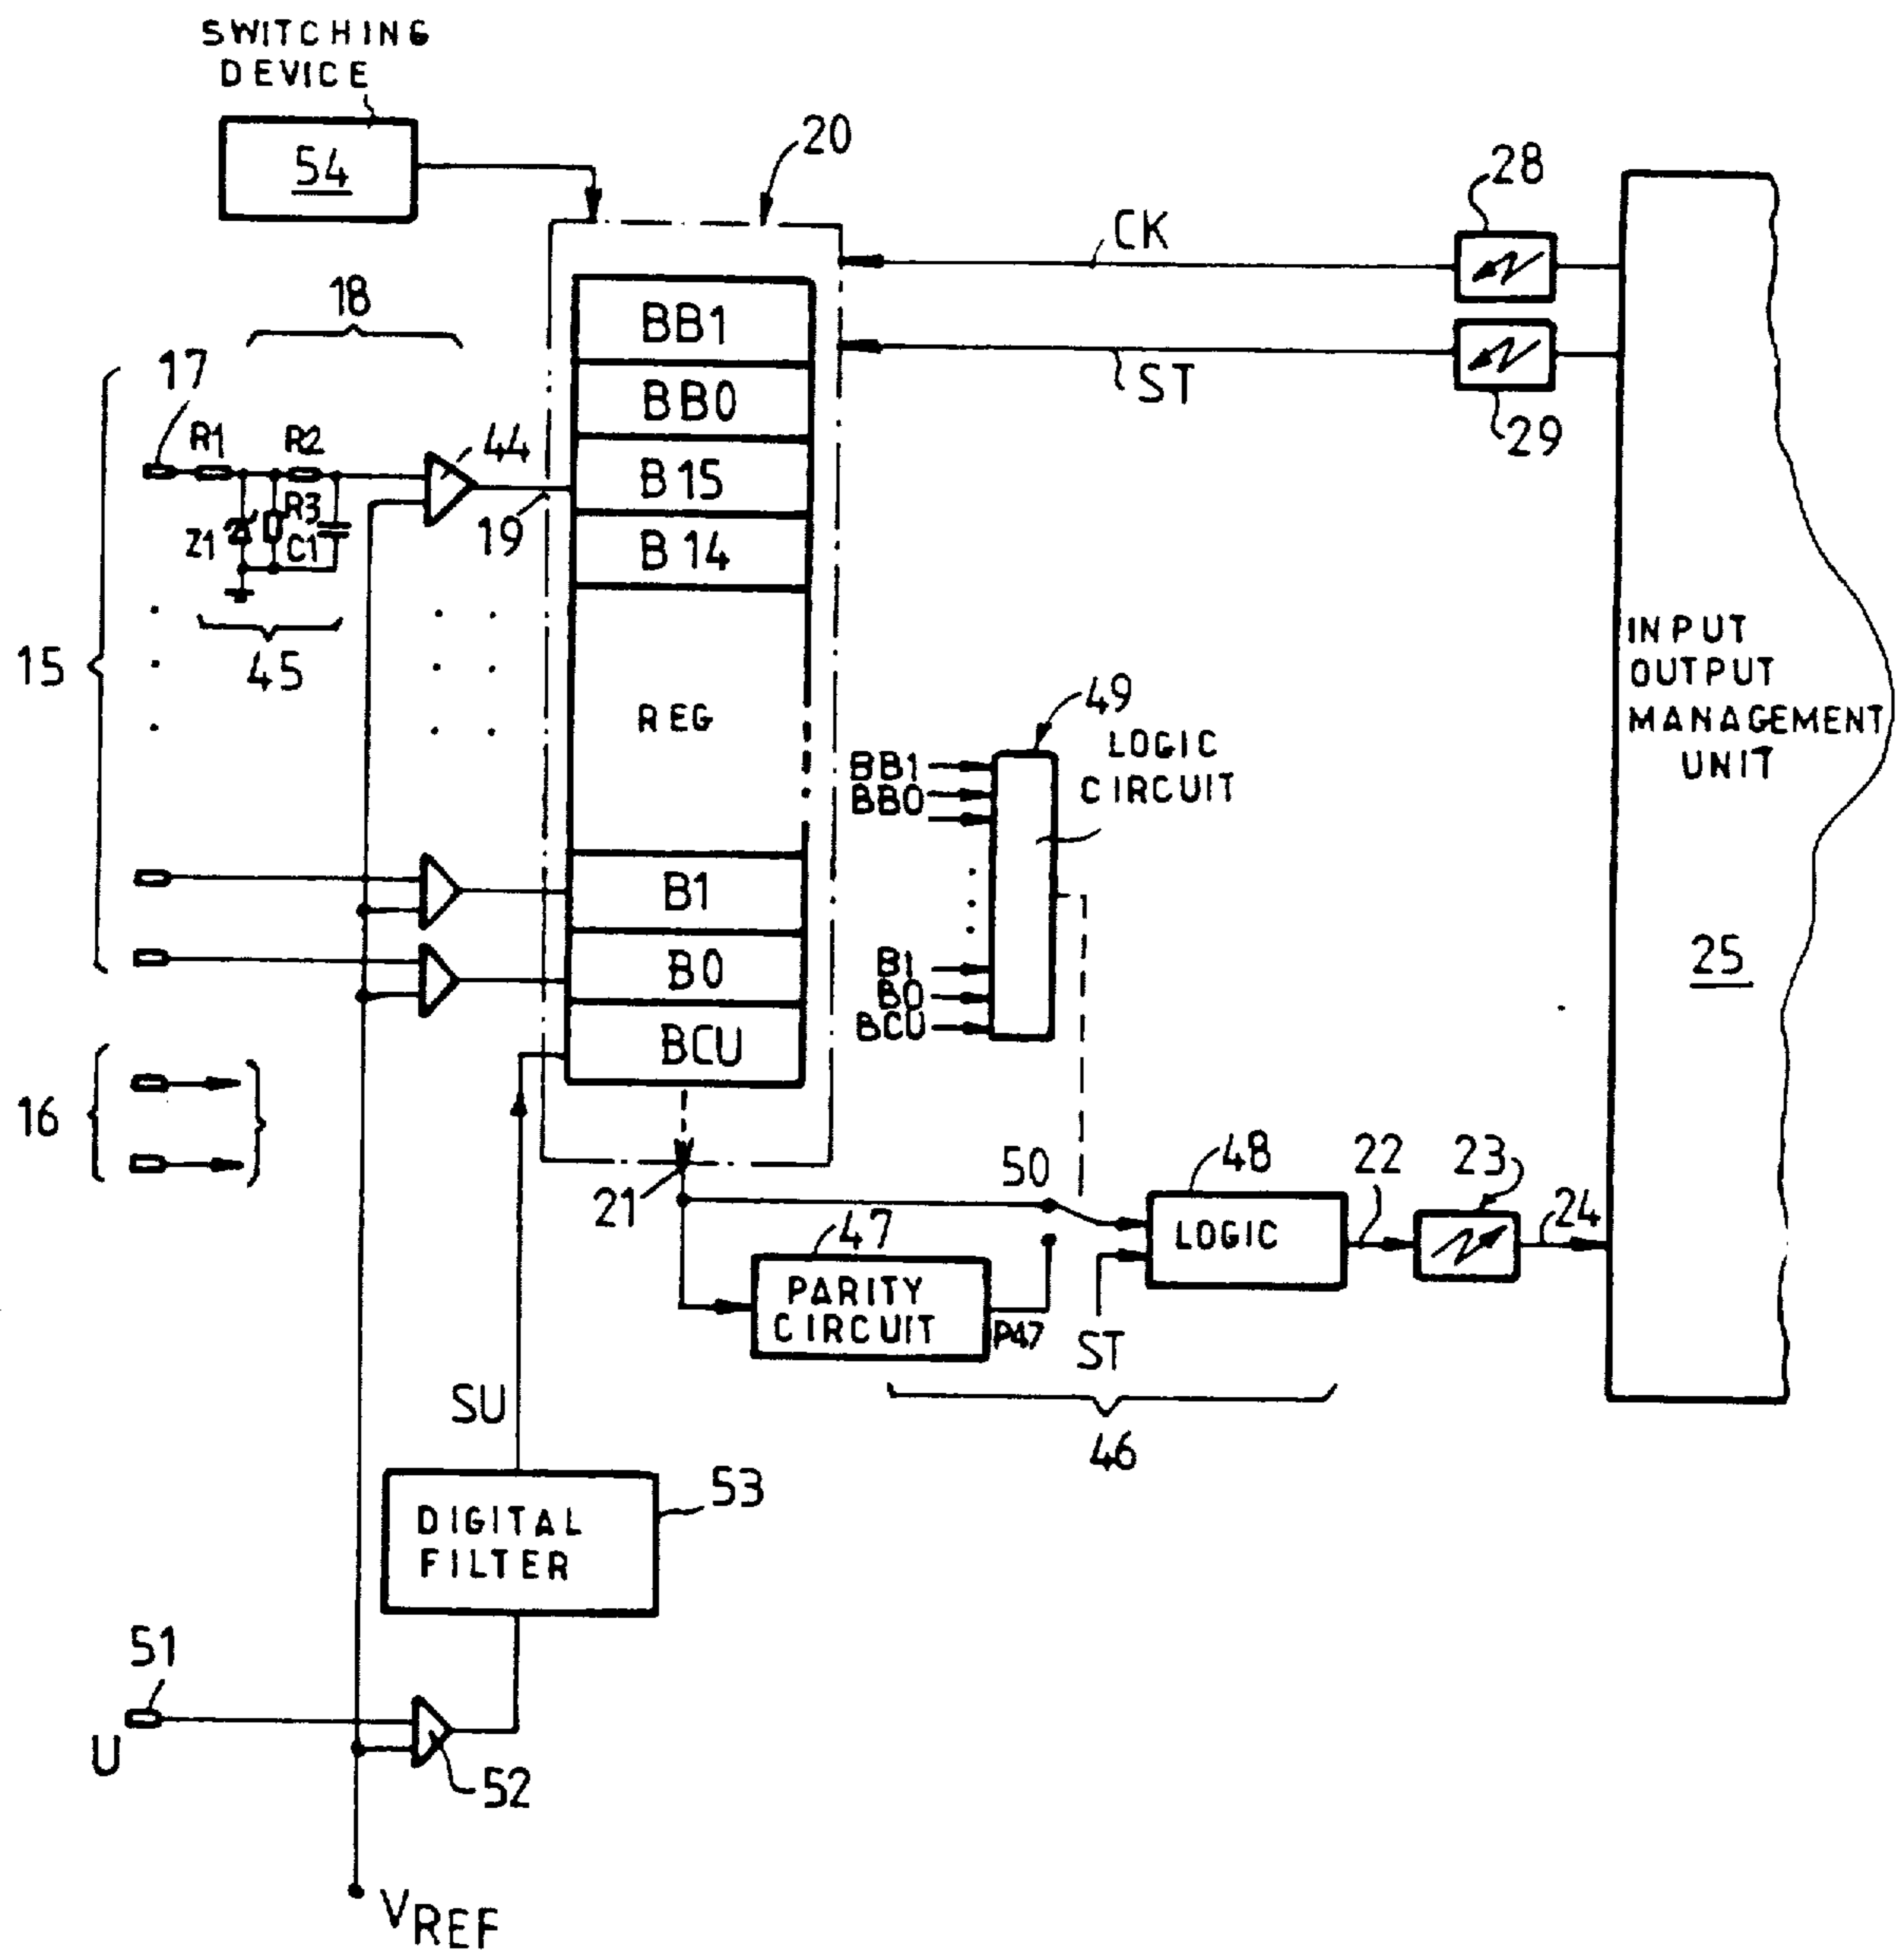 SWITCHING
DEVICE
54
20
28
CK
18
BB1
17
ST
BB0
29
R1
R2
44
B15
R3
Z1
C1
19
B14
INPUT
OUTPUT
MANAGEMENT
UNIT
15
45
49
REG
LOGIC
CIRCUIT
BB1
BB0
B1
B1
25
B0
B0
BCU
BCU
16
50
48
22
23
24
21
47
LOGIC
PARITY
CIRCUIT
P47
ST
SU
46
53
DIGITAL
FILTER
51
U
52
VREF